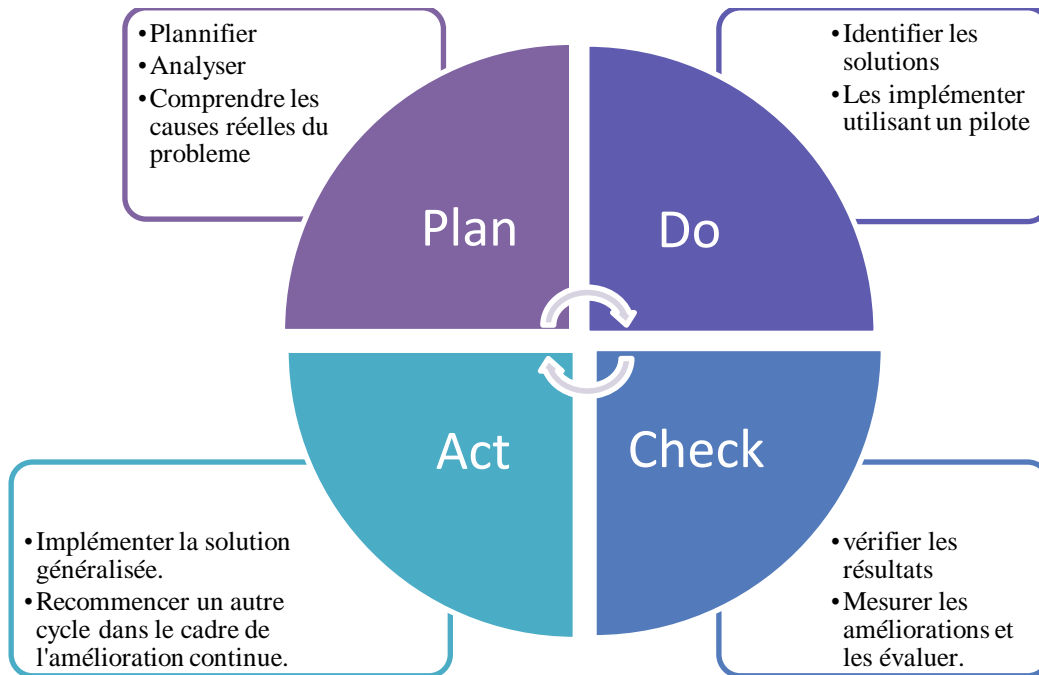 •Plannifier
•Analyser
•Comprendre les
causes réelles du
probleme
•Identifier les
solutions
•Les implémenter
utilisant un pilote
Plan
Do
Act
Check
•Implémenter la solution
généralisée.
•Recommencer un autre
cycle dans le cadre de
l'amélioration continue.
•vérifier les
résultats
•Mesurer les
améliorations et
les évaluer.